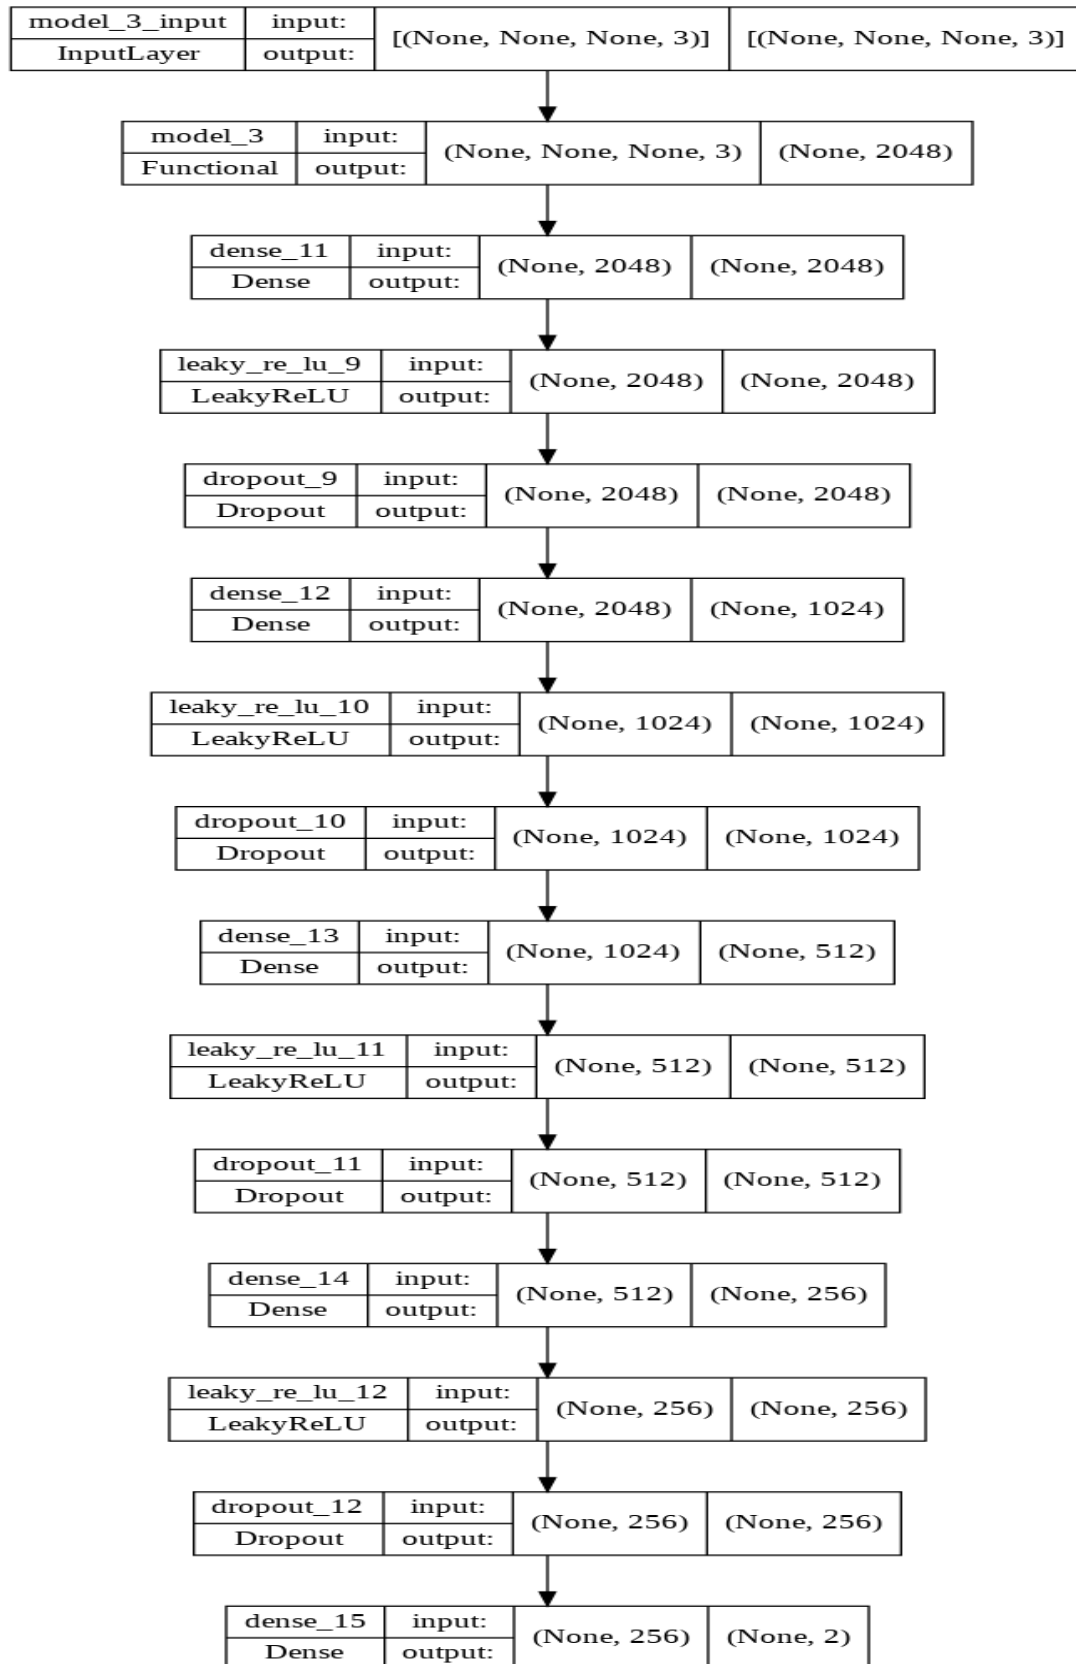 model_3_input input: [(None, None, None, 3)] [(None, None, None, 3)]
InputLayer output:
model_3 input: (None, None, None, 3) (None, 2048)
Functional output:
dense_11 input: (None, 2048) (None, 2048)
Dense output:
leaky_re_lu_9 input: (None, 2048) (None, 2048)
LeakyReLU output:
dropout_9 input: (None, 2048) (None, 2048)
Dropout output:
dense_12 input: (None, 2048) (None, 1024)
Dense output:
leaky_re_lu_10 input: (None, 1024) (None, 1024)
LeakyReLU output:
dropout_10 input: (None, 1024) (None, 1024)
Dropout output:
dense_13 input: (None, 1024) (None, 512)
Dense output:
leaky_re_lu_11 input: (None, 512) (None, 512)
LeakyReLU output:
dropout_11 input: (None, 512) (None, 512)
Dropout output:
dense_14 input: (None, 512) (None, 256)
Dense output:
leaky_re_lu_12 input: (None, 256) (None, 256)
LeakyReLU output:
dropout_12 input: (None, 256) (None, 256)
Dropout output:
dense_15 input: (None, 256) (None, 2)
Dense output: